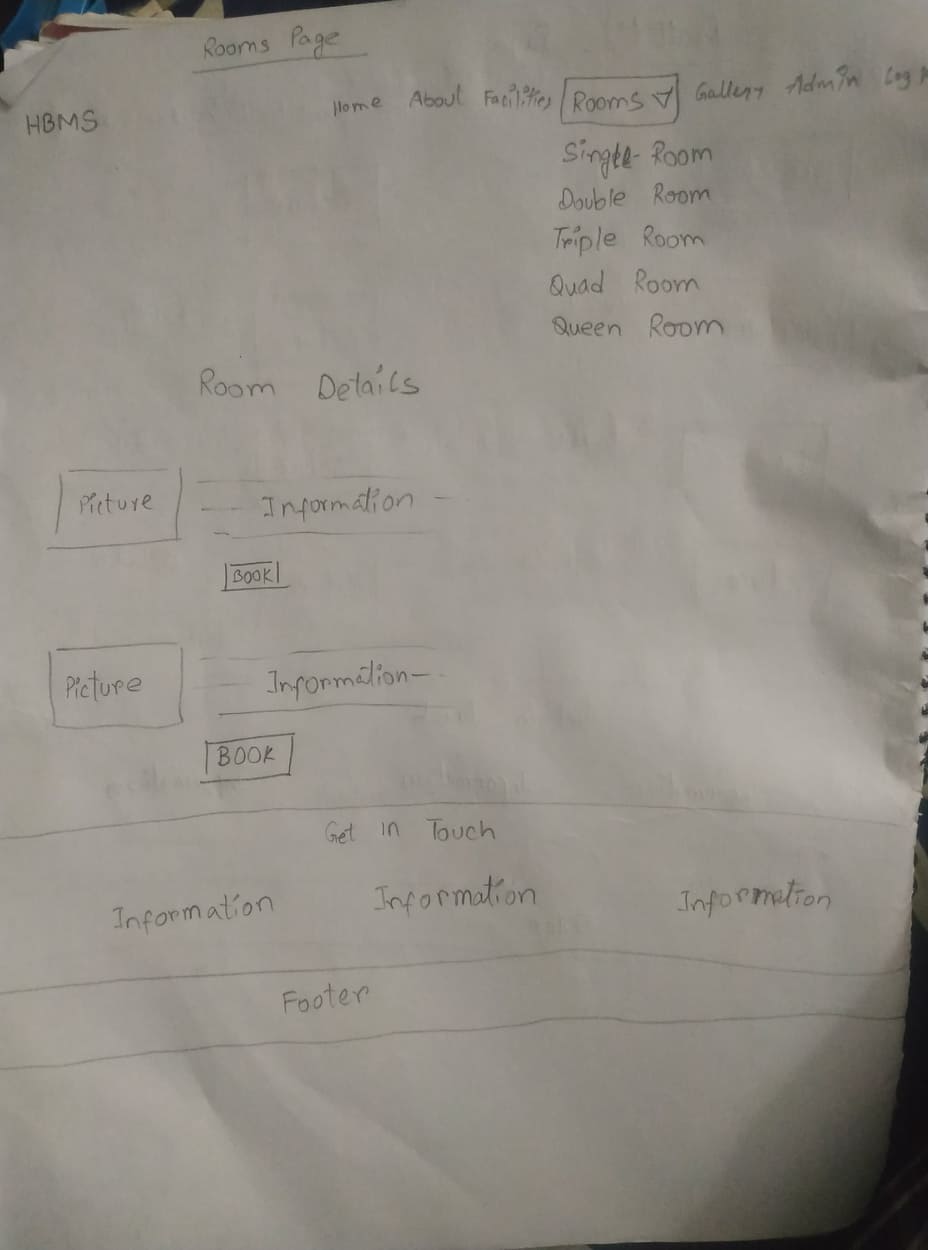 Rooms Page
HBMS Home About Facilities Rooms Gallery Admin Log
Single Room
Double Room
Triple Room
Quad Room
Queen Room
Room Details
Picture Information
BOOK
Picture Information
BOOK
Get in Touch
Information Information Information
Footer